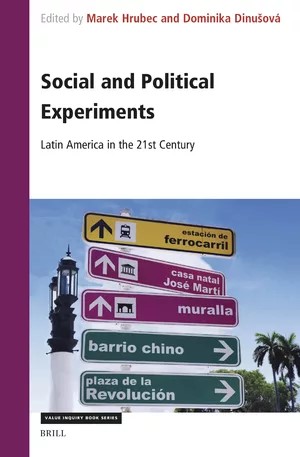 Edited by Marek Hrubec and Dominika Dinušová
Social and Political
Experiments
Latin America in the 21st Century
estación de
ferrocarril
casa natal
José Martí
muralla
barrio chino
plaza de la
Revolución
VALUE INQUIRY BOOK SERIES
BRILL